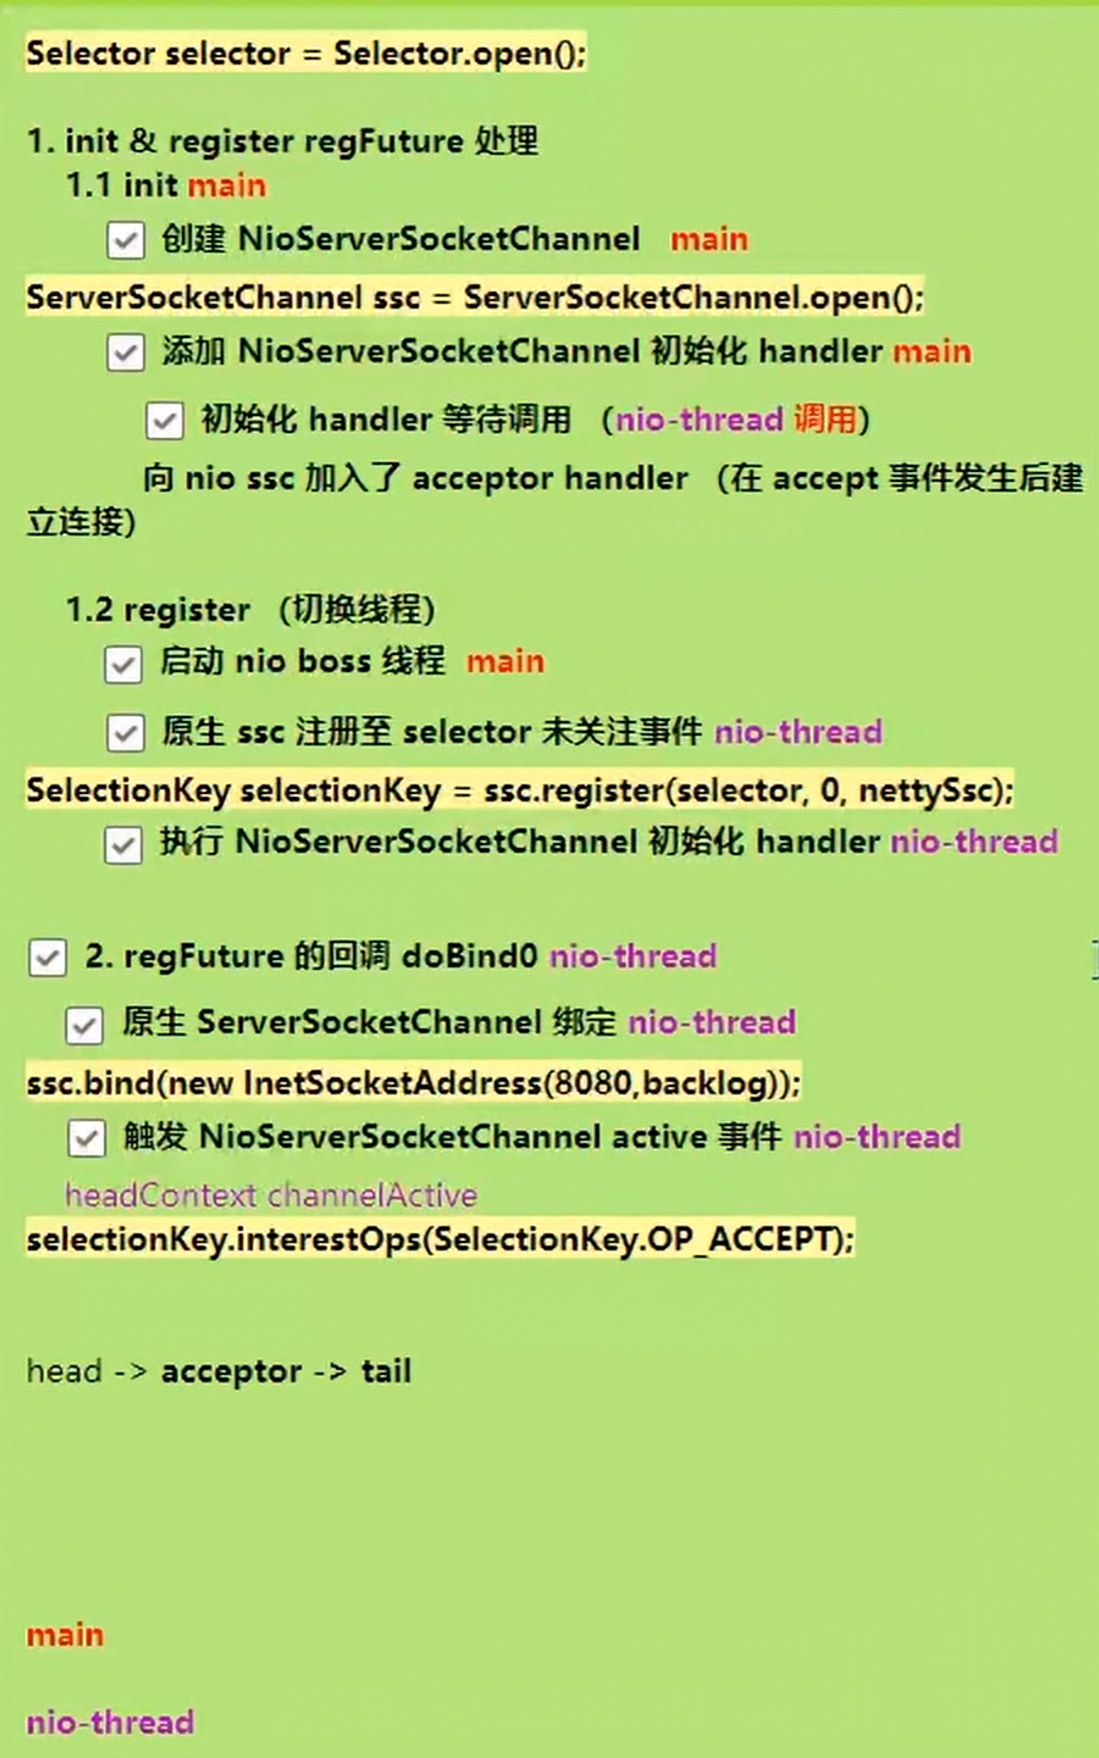 Selector selector = Selector.open();
1. init & register regFuture 处理
1.1 init main
创建 NioServerSocketChannel main
ServerSocketChannel ssc = ServerSocketChannel.open();
添加 NioServerSocketChannel 初始化 handler main
初始化 handler 等待调用 （nio-thread 调用）
向 nio ssc 加入了 acceptor handler （在 accept 事件发生后建
立连接）
1.2 register （切换线程）
启动 nio boss 线程 main
原生 ssc 注册至 selector 未关注事件 nio-thread
SelectionKey selectionKey = ssc.register(selector, 0, nettySsc);
执行 NioServerSocketChannel 初始化 handler nio-thread
2. regFuture 的回调 doBind0 nio-thread
原生 ServerSocketChannel 绑定 nio-thread
ssc.bind(new InetSocketAddress(8080,backlog));
触发 NioServerSocketChannel active 事件 nio-thread
headContext channelActive
selectionKey.interestOps(SelectionKey.OP_ACCEPT);
head -> acceptor -> tail
main
nio-thread